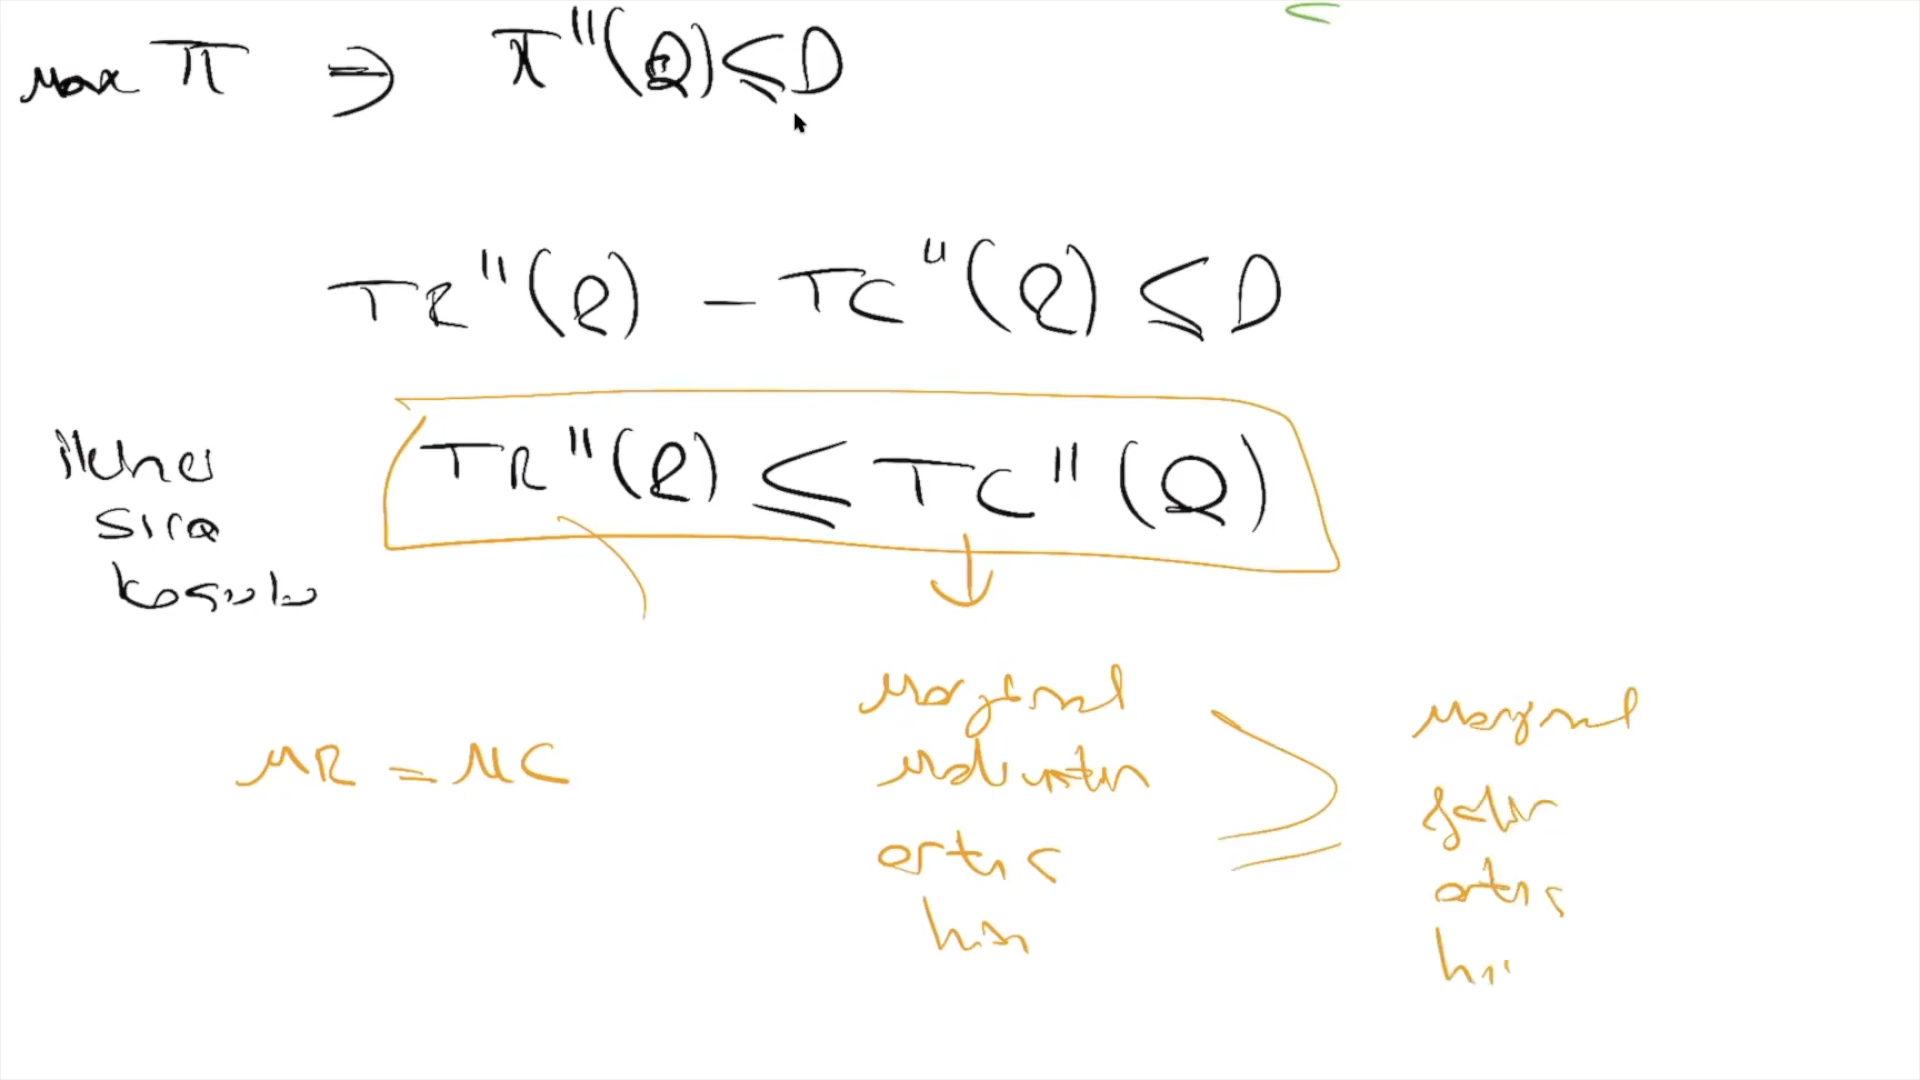 Max π ⇒ π''(Q) ≤ 0
TR''(Q) - TC''(Q) ≤ 0
TR''(Q) ≤ TC''(Q)
ikinci
sıra
koşulu
MR = MC
Marjinal
Maliyetin
artış
hızı
≥
Marjinal
gelir
artış
hızı